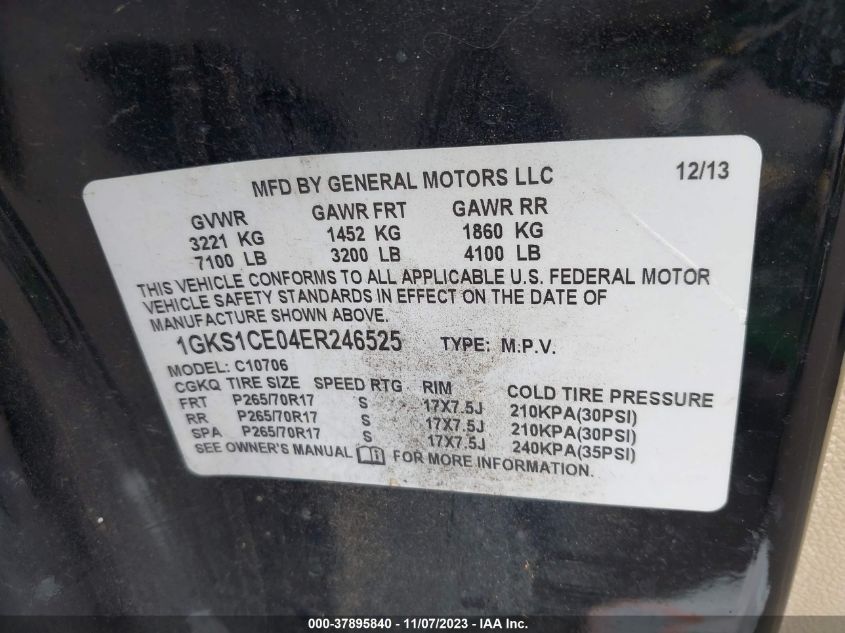 MFD BY GENERAL MOTORS LLC 12/13
GVWR GAWR FRT GAWR RR
3221 KG 1452 KG 1860 KG
7100 LB 3200 LB 4100 LB
THIS VEHICLE CONFORMS TO ALL APPLICABLE U.S. FEDERAL MOTOR
VEHICLE SAFETY STANDARDS IN EFFECT ON THE DATE OF
MANUFACTURE SHOWN ABOVE.
1GKS1CE04ER246525 TYPE: M.P.V.
MODEL: C10706
CGKQ TIRE SIZE SPEED RTG RIM COLD TIRE PRESSURE
FRT P265/70R17 S 17X7.5J 210KPA(30PSI)
RR P265/70R17 S 17X7.5J 210KPA(30PSI)
SPA P265/70R17 S 17X7.5J 240KPA(35PSI)
SEE OWNER'S MANUAL FOR MORE INFORMATION.
000-37895840 - 11/07/2023 - IAA Inc.